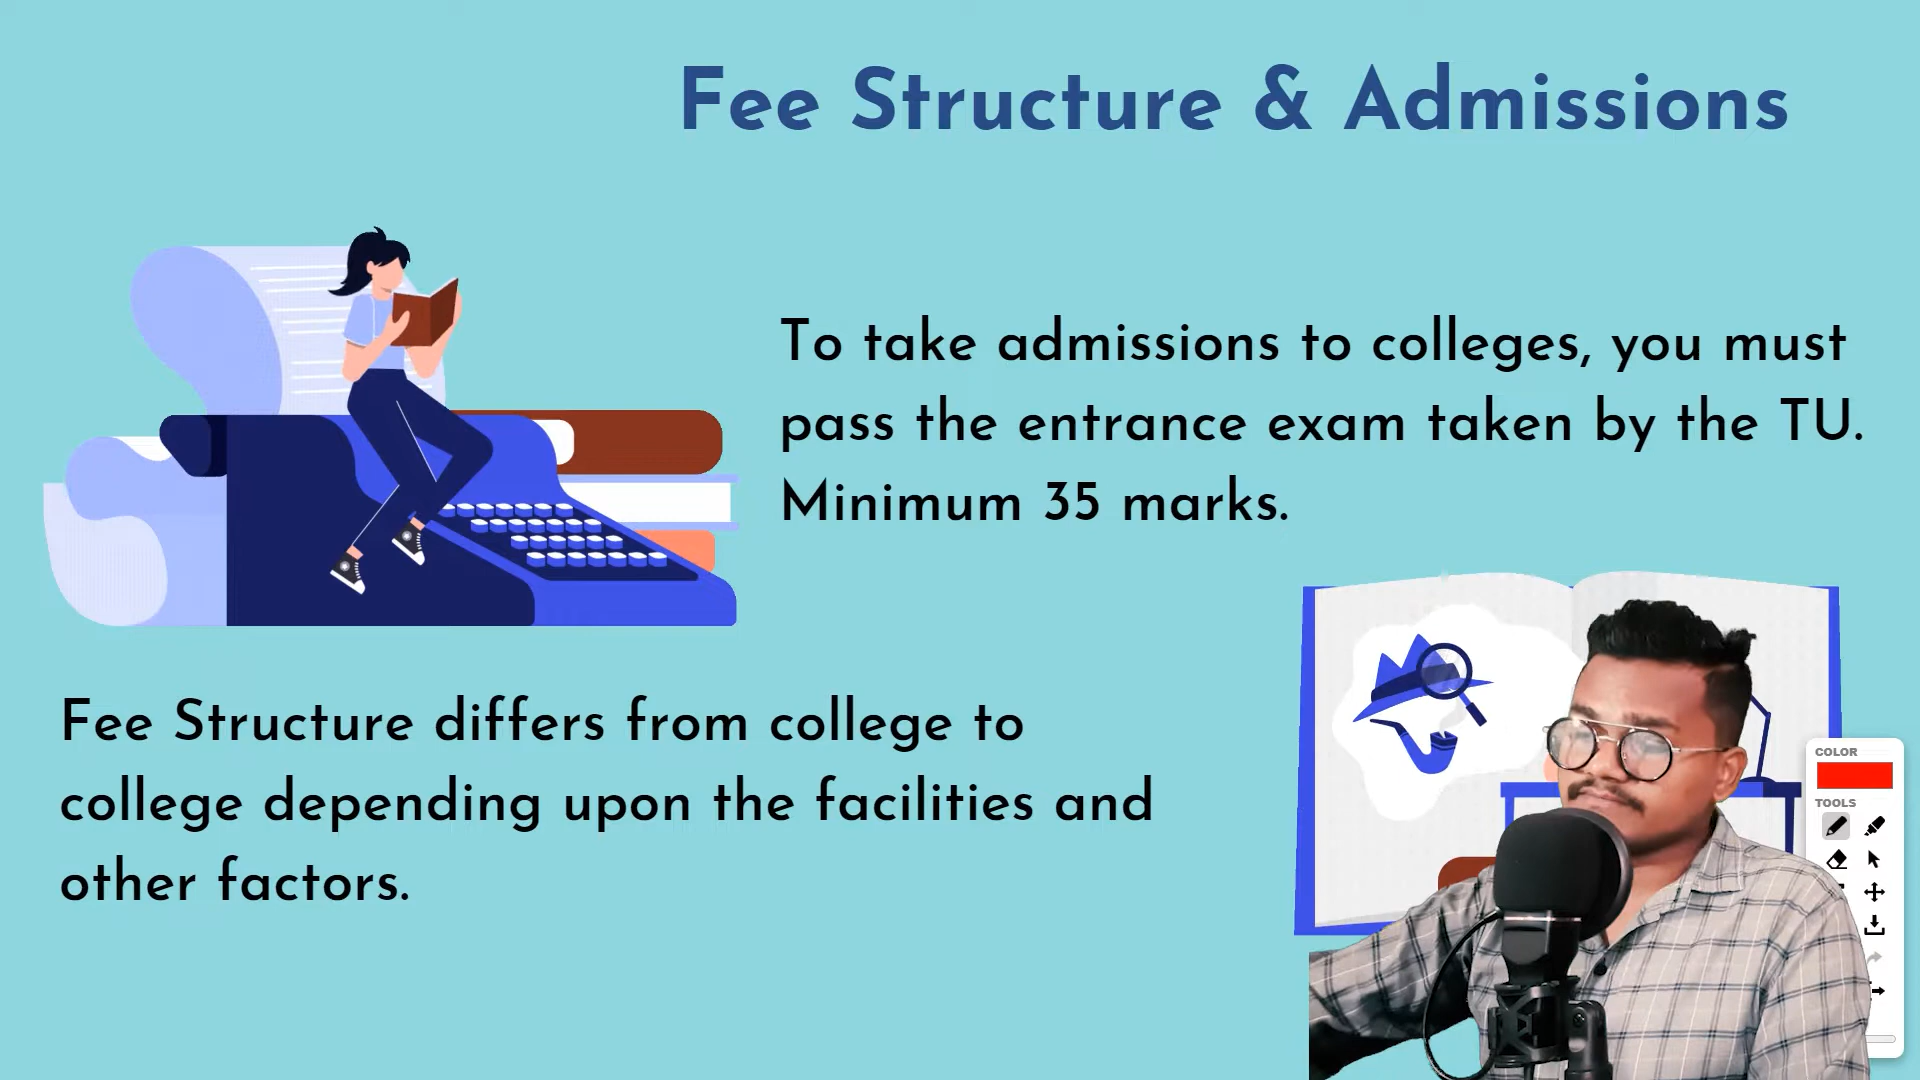 Fee Structure & Admissions
To take admissions to colleges, you must
pass the entrance exam taken by the TU.
Minimum 35 marks.
Fee Structure differs from college to
college depending upon the facilities and
other factors.
COLOR
TOOLS